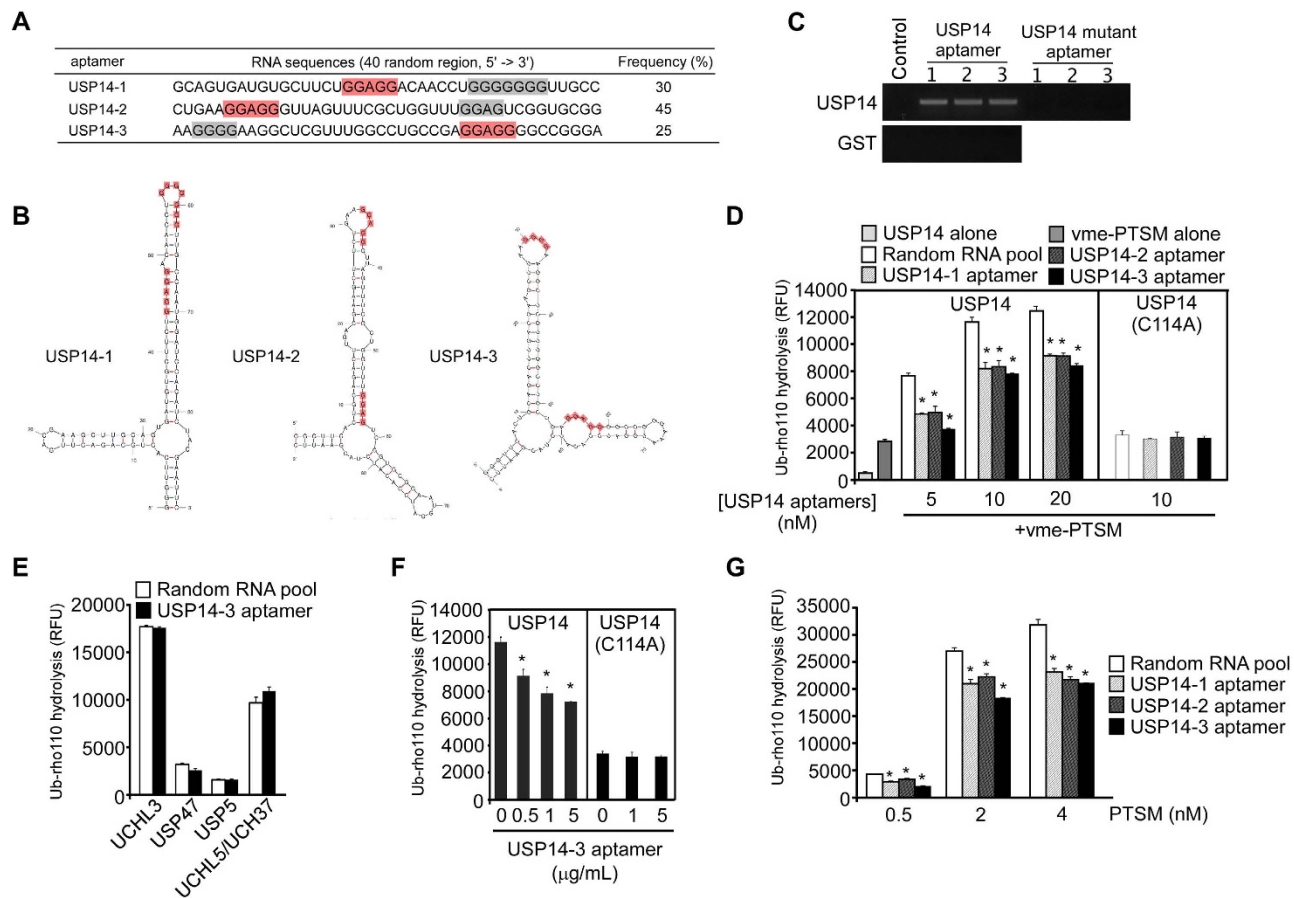 A
aptamer RNA sequences (40 random region, 5' -> 3') Frequency (%)
USP14-1 GCAGUGAUGUGCUUCUGGAGGACAACCUGGGGGGGUUGCC 30
USP14-2 CUGAAGGAGGGUUAGUUUCGCUGGUUUGGAGUCGGUGCGG 45
USP14-3 AAGGGGAAGGCUCGUUUGGCCUGCCGAGGAGGGGCCGGGA 25
B
USP14-1
USP14-2
USP14-3
C
Control
USP14 aptamer
USP14 mutant aptamer
1 2 3 1 2 3
USP14
GST
D
USP14 alone
Random RNA pool
USP14-1 aptamer
vme-PTSM alone
USP14-2 aptamer
USP14-3 aptamer
Ub-rho110 hydrolysis (RFU)
14000
12000
10000
8000
6000
4000
2000
0
USP14
USP14
(C114A)
* * *
* * *
* * *
[USP14 aptamers]
(nM)
5 10 20 10
+vme-PTSM
E
Random RNA pool
USP14-3 aptamer
Ub-rho110 hydrolysis (RFU)
20000
15000
10000
5000
0
UCHL3
USP47
USP5
UCHL5/UCH37
F
Ub-rho110 hydrolysis (RFU)
14000
12000
10000
8000
6000
4000
2000
0
USP14
USP14
(C114A)
* * *
0 0.5 1 5 0 1 5
USP14-3 aptamer
(μg/mL)
G
Ub-rho110 hydrolysis (RFU)
35000
30000
25000
20000
15000
10000
5000
0
* * *
* * *
* * *
0.5 2 4 PTSM (nM)
Random RNA pool
USP14-1 aptamer
USP14-2 aptamer
USP14-3 aptamer